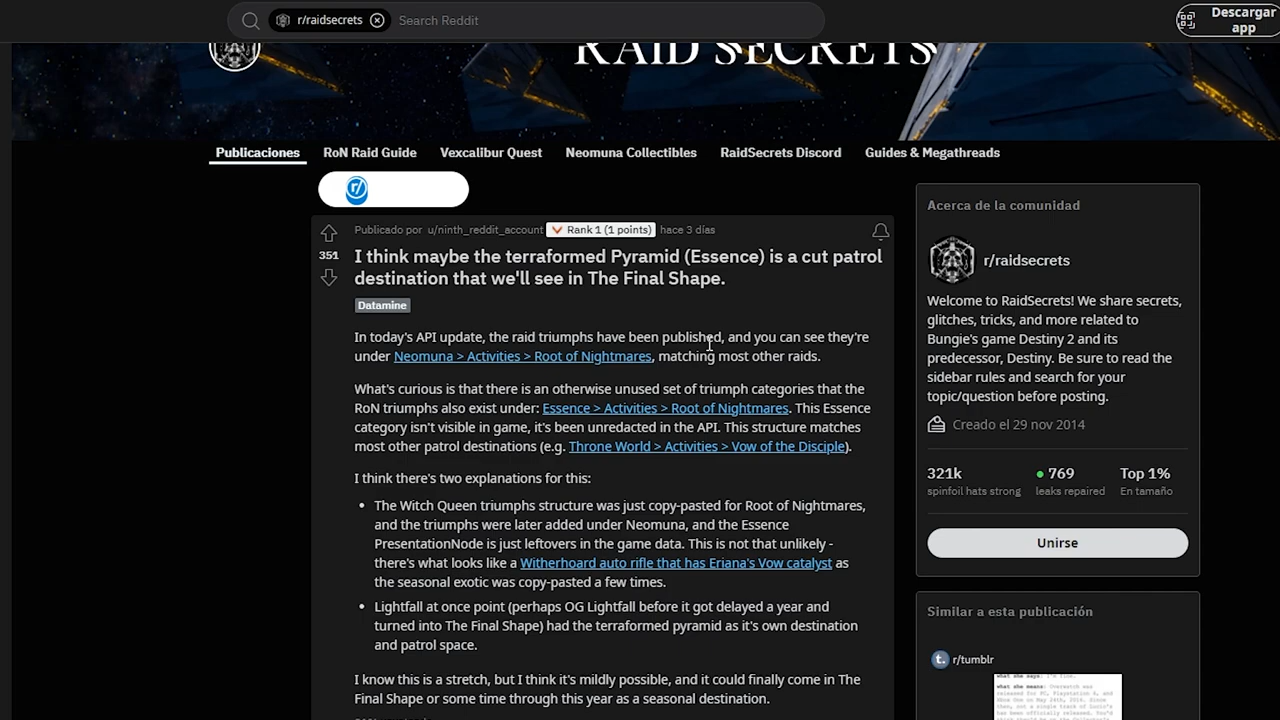 r/raidsecrets
Search Reddit
Descargar
app
RAID SECRETS
Publicaciones
RoN Raid Guide
Vexcalibur Quest
Neomuna Collectibles
RaidSecrets Discord
Guides & Megathreads
r/
Publicado por u/ninth_reddit_account Rank 1 (1 points) hace 3 días
351
I think maybe the terraformed Pyramid (Essence) is a cut patrol
destination that we'll see in The Final Shape.
Datamine
In today's API update, the raid triumphs have been published, and you can see they're
under Neomuna > Activities > Root of Nightmares, matching most other raids.
What's curious is that there is an otherwise unused set of triumph categories that the
RoN triumphs also exist under: Essence > Activities > Root of Nightmares. This Essence
category isn't visible in game, it's been unredacted in the API. This structure matches
most other patrol destinations (e.g. Throne World > Activities > Vow of the Disciple).
I think there's two explanations for this:
• The Witch Queen triumphs structure was just copy-pasted for Root of Nightmares,
and the triumphs were later added under Neomuna, and the Essence
PresentationNode is just leftovers in the game data. This is not that unlikely -
there's what looks like a Witherhoard auto rifle that has Eriana's Vow catalyst as
the seasonal exotic was copy-pasted a few times.
• Lightfall at once point (perhaps OG Lightfall before it got delayed a year and
turned into The Final Shape) had the terraformed pyramid as it's own destination
and patrol space.
I know this is a stretch, but I think it's mildly possible, and it could finally come in The
Final Shape or some time through this year as a seasonal destination.
Acerca de la comunidad
r/raidsecrets
Welcome to RaidSecrets! We share secrets,
glitches, tricks, and more related to
Bungie's game Destiny 2 and its
predecessor, Destiny. Be sure to read the
sidebar rules and search for your
topic/question before posting.
Creado el 29 nov 2014
321k
769
Top 1%
spinfoil hats strong
leaks repaired
En tamaño
Unirse
Similar a esta publicación
t. r/tumblr